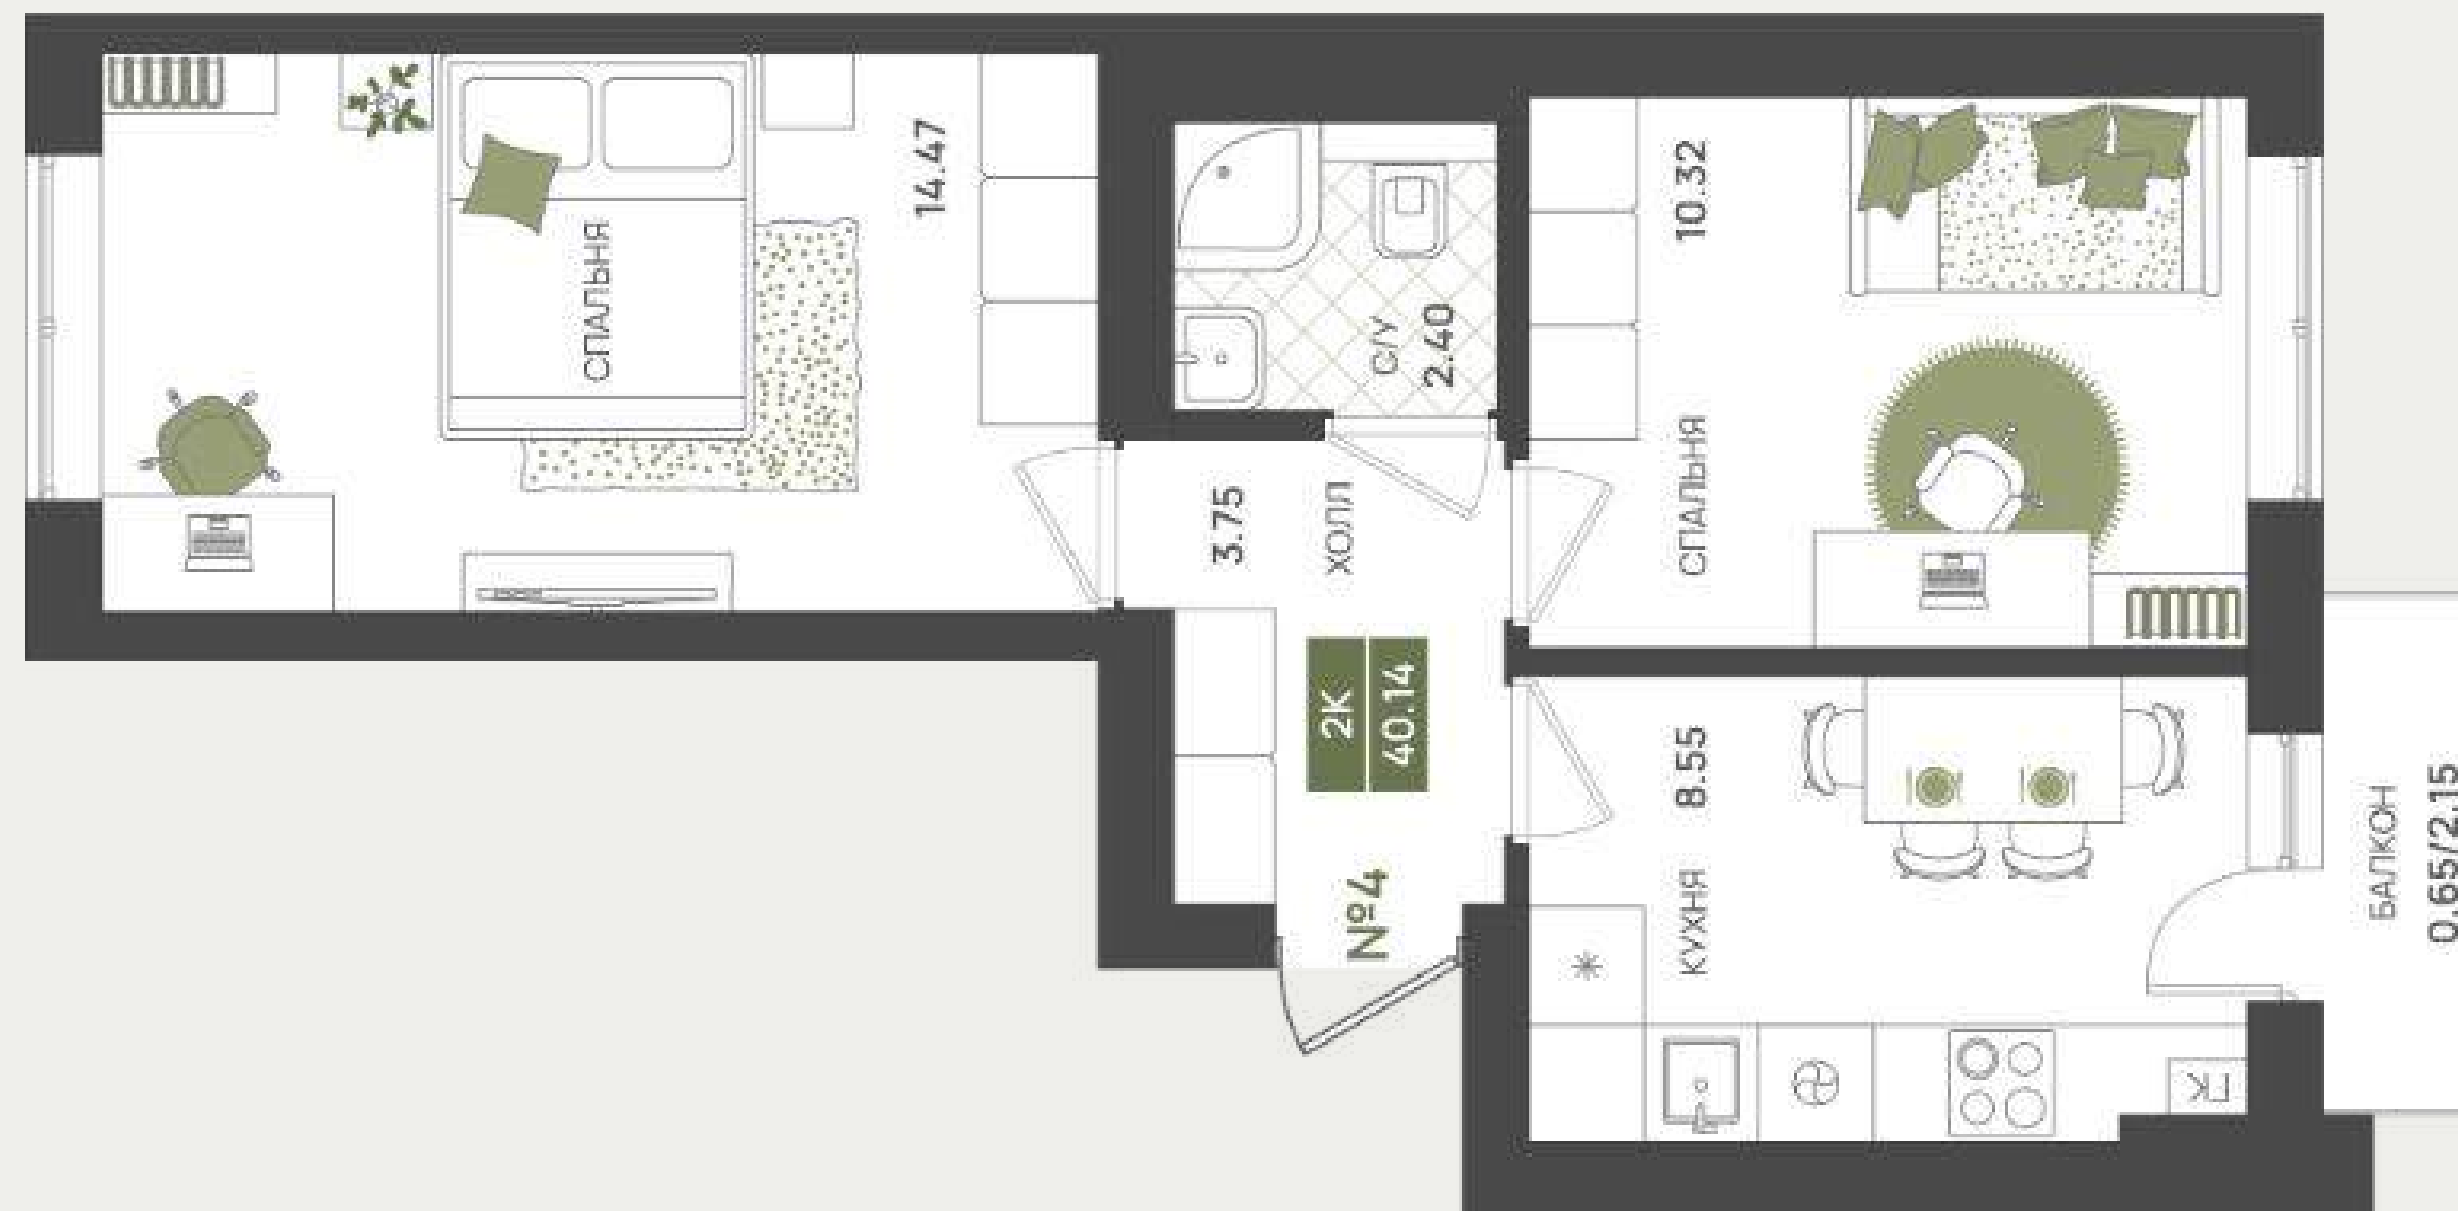 СПАЛЬНЯ
14.47
С/У
2.40
СПАЛЬНЯ
10.32
3.75
ХОЛЛ
2К
40.14
№4
КУХНЯ
8.55
ГК
БАЛКОН
0.65/2.15